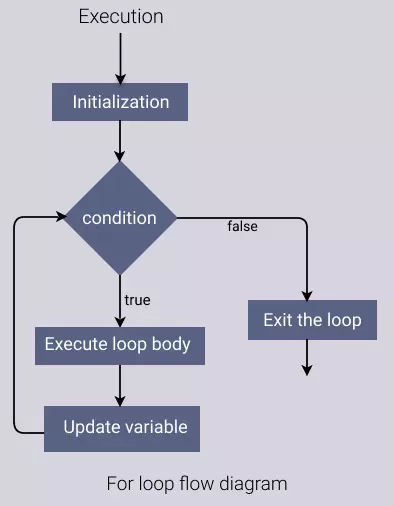 Execution
Initialization
condition
false
true
Execute loop body
Exit the loop
Update variable
For loop flow diagram